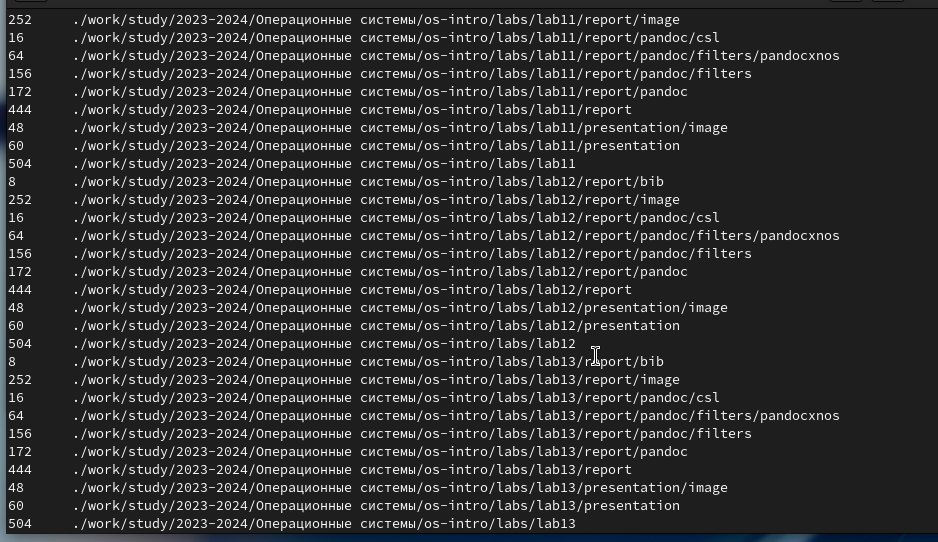 252 ./work/study/2023-2024/Операционные системы/os-intro/labs/lab11/report/image
16 ./work/study/2023-2024/Операционные системы/os-intro/labs/lab11/report/pandoc/csl
64 ./work/study/2023-2024/Операционные системы/os-intro/labs/lab11/report/pandoc/filters/pandocxnos
156 ./work/study/2023-2024/Операционные системы/os-intro/labs/lab11/report/pandoc/filters
172 ./work/study/2023-2024/Операционные системы/os-intro/labs/lab11/report/pandoc
444 ./work/study/2023-2024/Операционные системы/os-intro/labs/lab11/report
48 ./work/study/2023-2024/Операционные системы/os-intro/labs/lab11/presentation/image
60 ./work/study/2023-2024/Операционные системы/os-intro/labs/lab11/presentation
504 ./work/study/2023-2024/Операционные системы/os-intro/labs/lab11
8 ./work/study/2023-2024/Операционные системы/os-intro/labs/lab12/report/bib
252 ./work/study/2023-2024/Операционные системы/os-intro/labs/lab12/report/image
16 ./work/study/2023-2024/Операционные системы/os-intro/labs/lab12/report/pandoc/csl
64 ./work/study/2023-2024/Операционные системы/os-intro/labs/lab12/report/pandoc/filters/pandocxnos
156 ./work/study/2023-2024/Операционные системы/os-intro/labs/lab12/report/pandoc/filters
172 ./work/study/2023-2024/Операционные системы/os-intro/labs/lab12/report/pandoc
444 ./work/study/2023-2024/Операционные системы/os-intro/labs/lab12/report
48 ./work/study/2023-2024/Операционные системы/os-intro/labs/lab12/presentation/image
60 ./work/study/2023-2024/Операционные системы/os-intro/labs/lab12/presentation
504 ./work/study/2023-2024/Операционные системы/os-intro/labs/lab12
8 ./work/study/2023-2024/Операционные системы/os-intro/labs/lab13/report/bib
252 ./work/study/2023-2024/Операционные системы/os-intro/labs/lab13/report/image
16 ./work/study/2023-2024/Операционные системы/os-intro/labs/lab13/report/pandoc/csl
64 ./work/study/2023-2024/Операционные системы/os-intro/labs/lab13/report/pandoc/filters/pandocxnos
156 ./work/study/2023-2024/Операционные системы/os-intro/labs/lab13/report/pandoc/filters
172 ./work/study/2023-2024/Операционные системы/os-intro/labs/lab13/report/pandoc
444 ./work/study/2023-2024/Операционные системы/os-intro/labs/lab13/report
48 ./work/study/2023-2024/Операционные системы/os-intro/labs/lab13/presentation/image
60 ./work/study/2023-2024/Операционные системы/os-intro/labs/lab13/presentation
504 ./work/study/2023-2024/Операционные системы/os-intro/labs/lab13